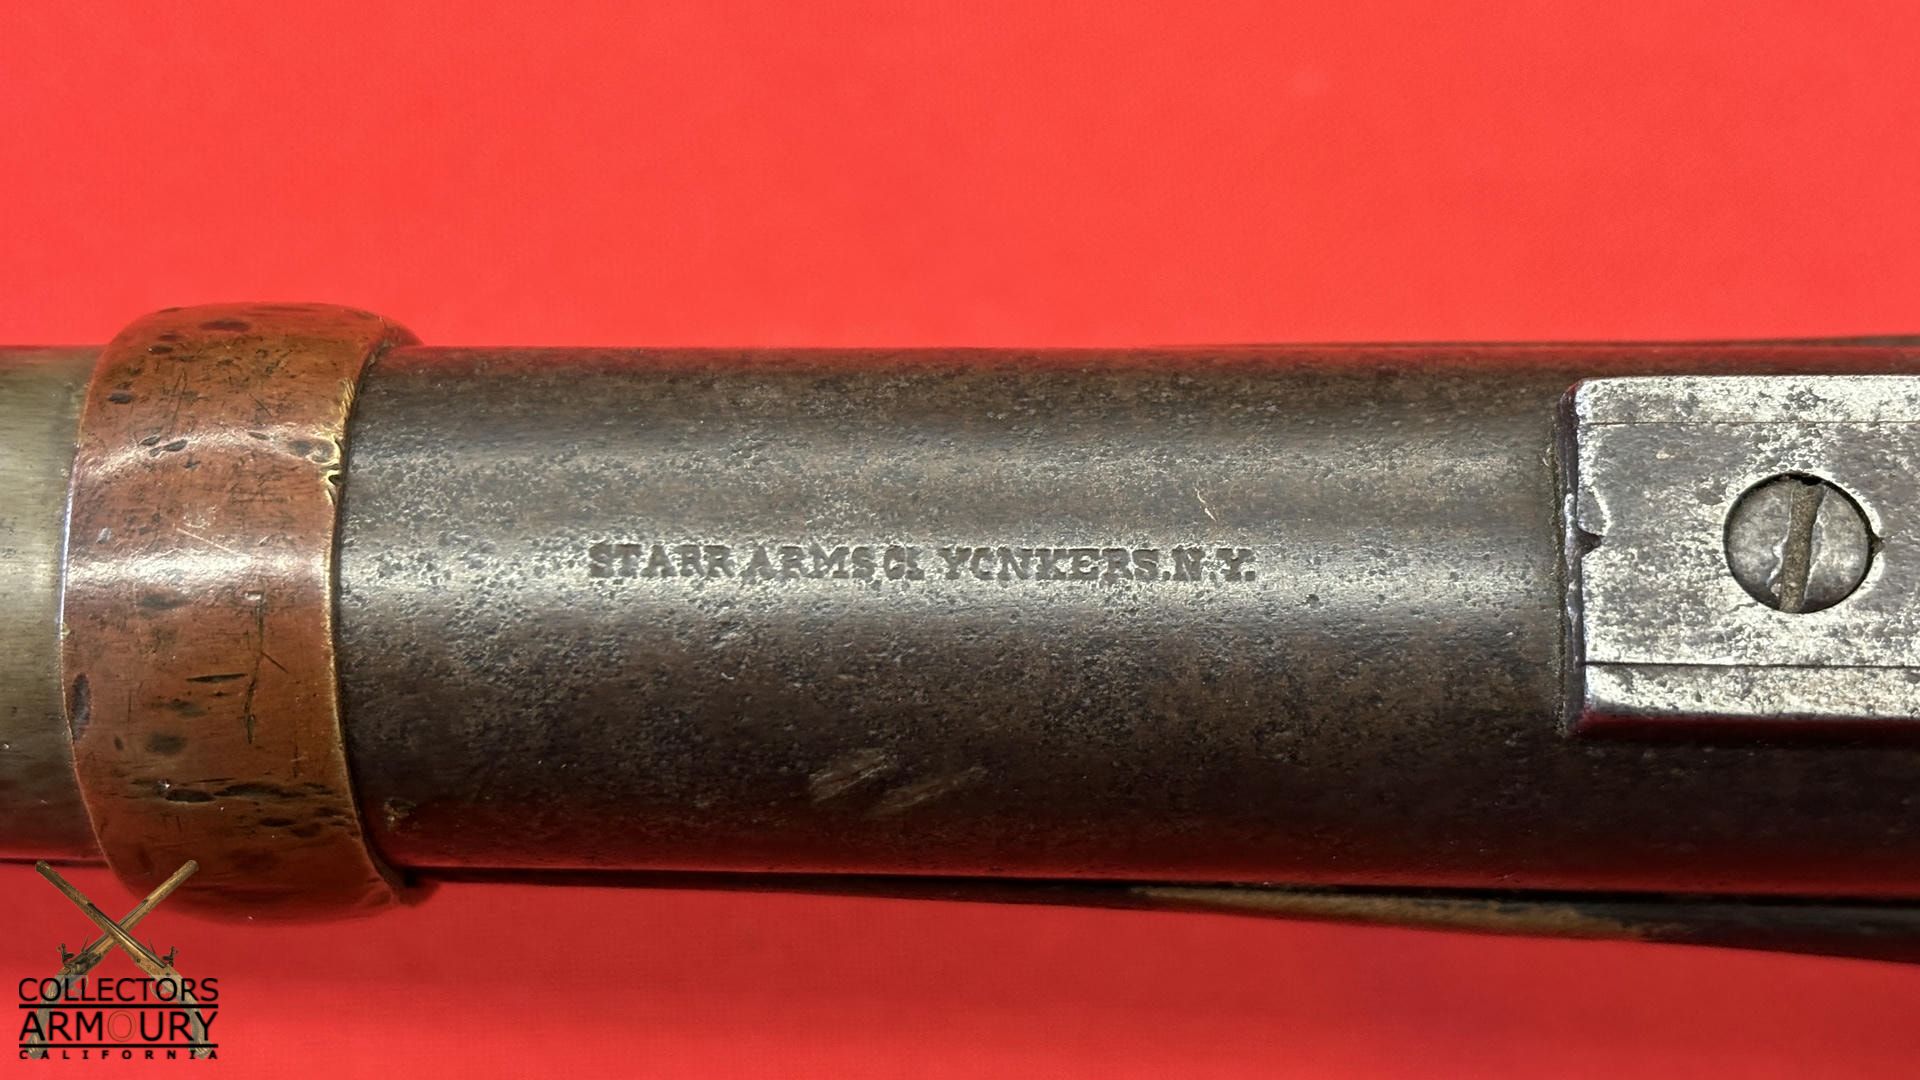 STARR ARMS Co. YONKERS. N.Y.
COLLECTORS
ARMOURY
CALIFORNIA